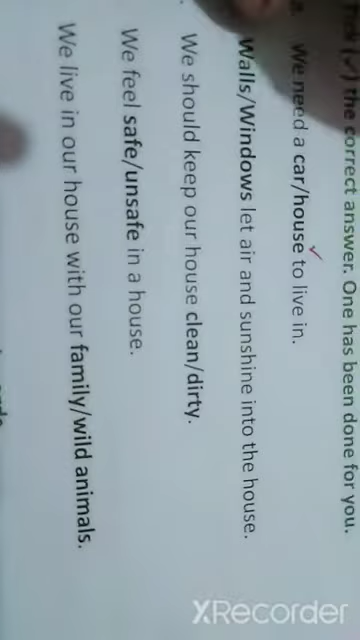 Tick (✓) the correct answer. One has been done for you.
a. We need a car/house to live in.
Walls/Windows let air and sunshine into the house.
We should keep our house clean/dirty.
We feel safe/unsafe in a house.
We live in our house with our family/wild animals.
XRecorder